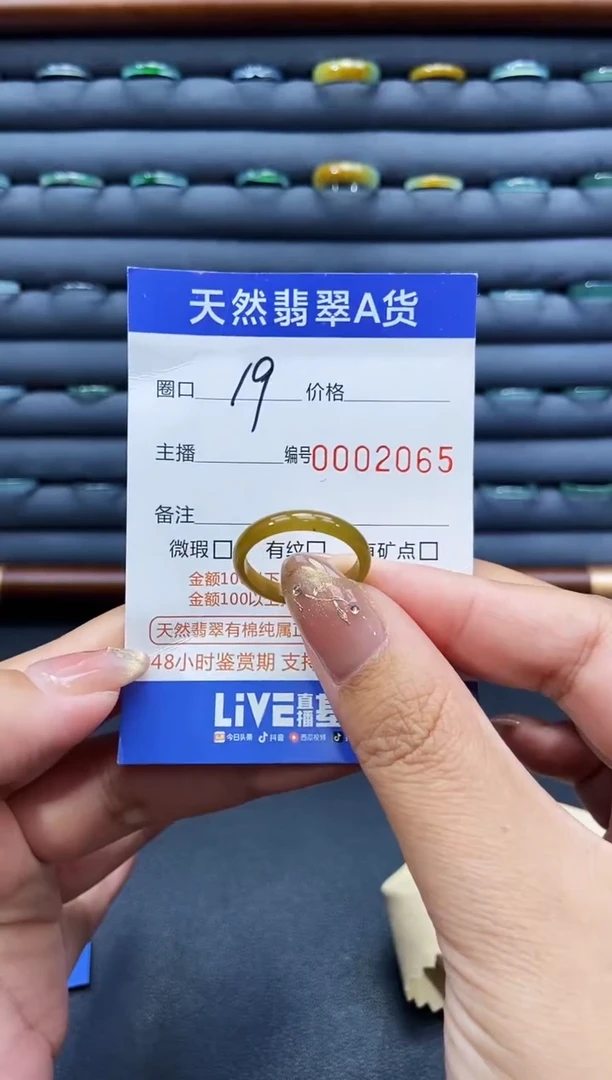 天然翡翠A货
圈口 19 价格
主播 编号0002065
备注
微瑕□ 有纹□ 有矿点□
金额10
金额100以
天然翡翠有棉纯属正
48小时鉴赏期 支持
LiVE直播基
今日头条 抖音 西瓜视频